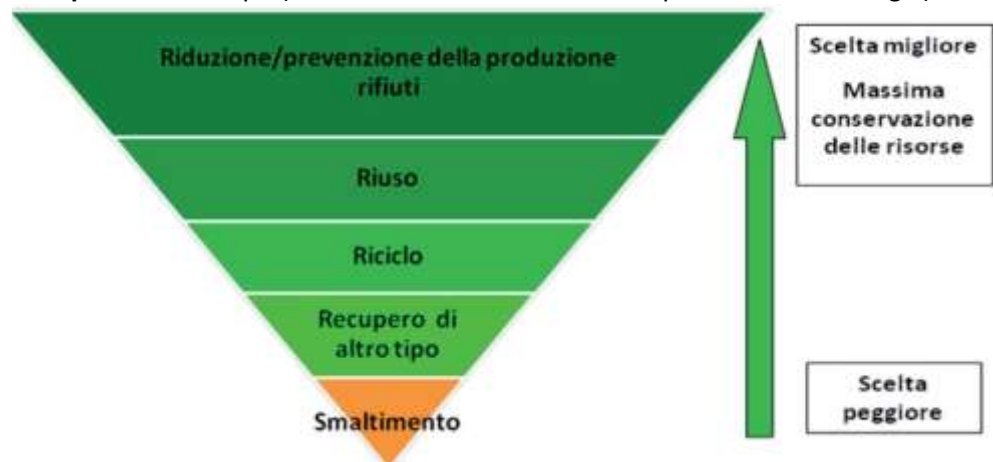 Riduzione/prevenzione della produzione
rifiuti
Riuso
Riciclo
Recupero di
altro tipo
Smaltimento
Scelta migliore
Massima
conservazione
delle risorse
Scelta
peggiore